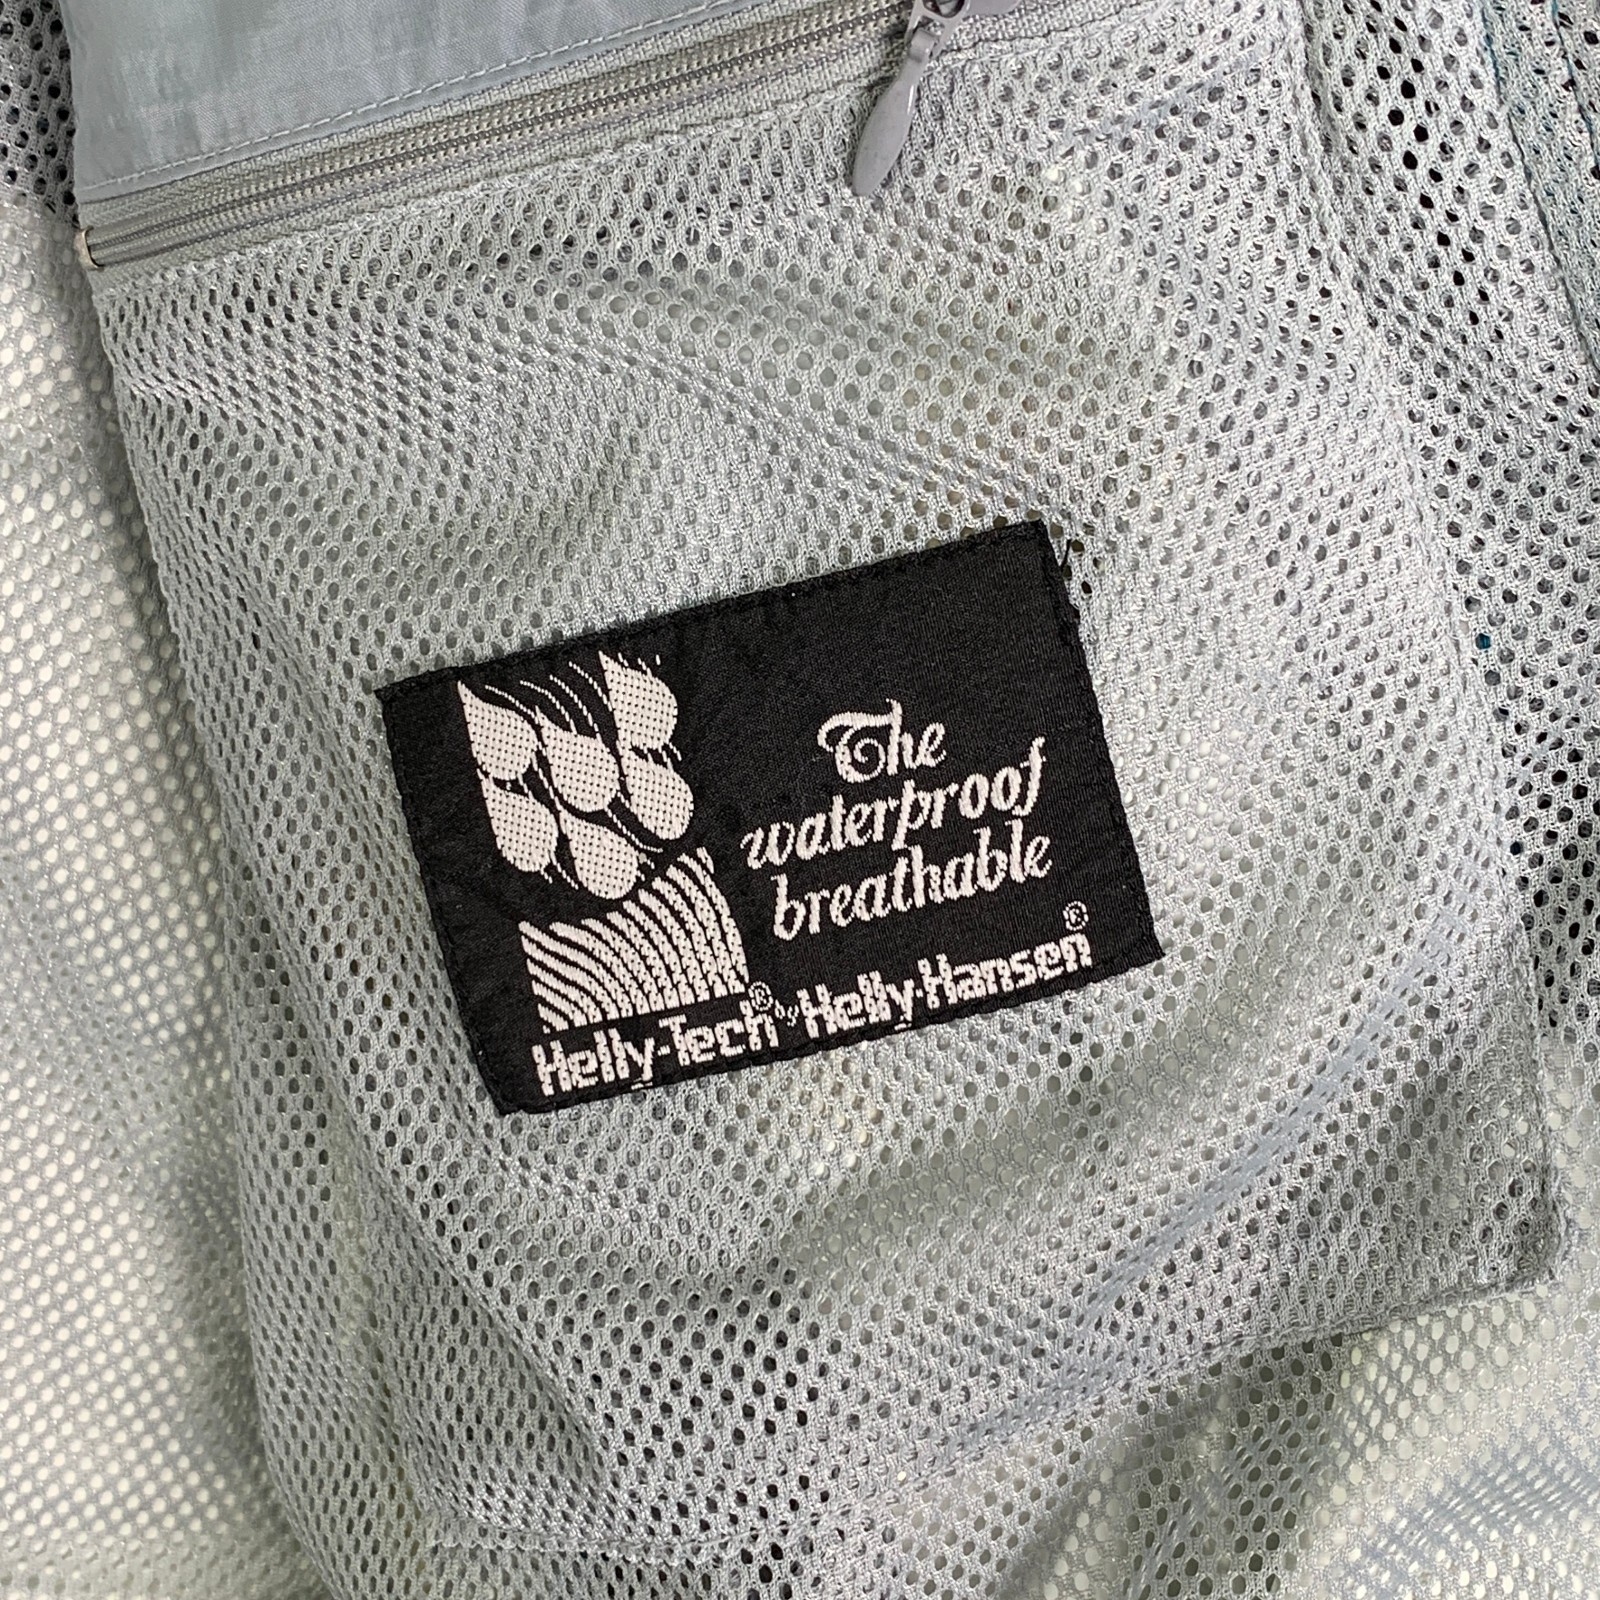 The
waterproof
breathable
Helly-Tech® by Helly-Hansen®